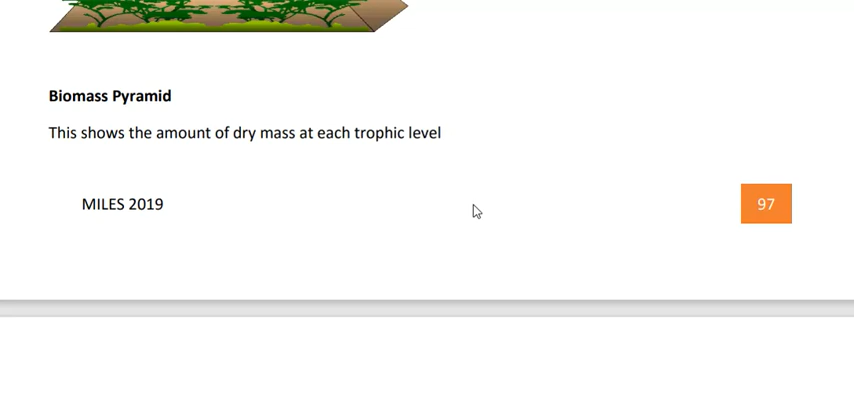 Biomass Pyramid
This shows the amount of dry mass at each trophic level
MILES 2019
97